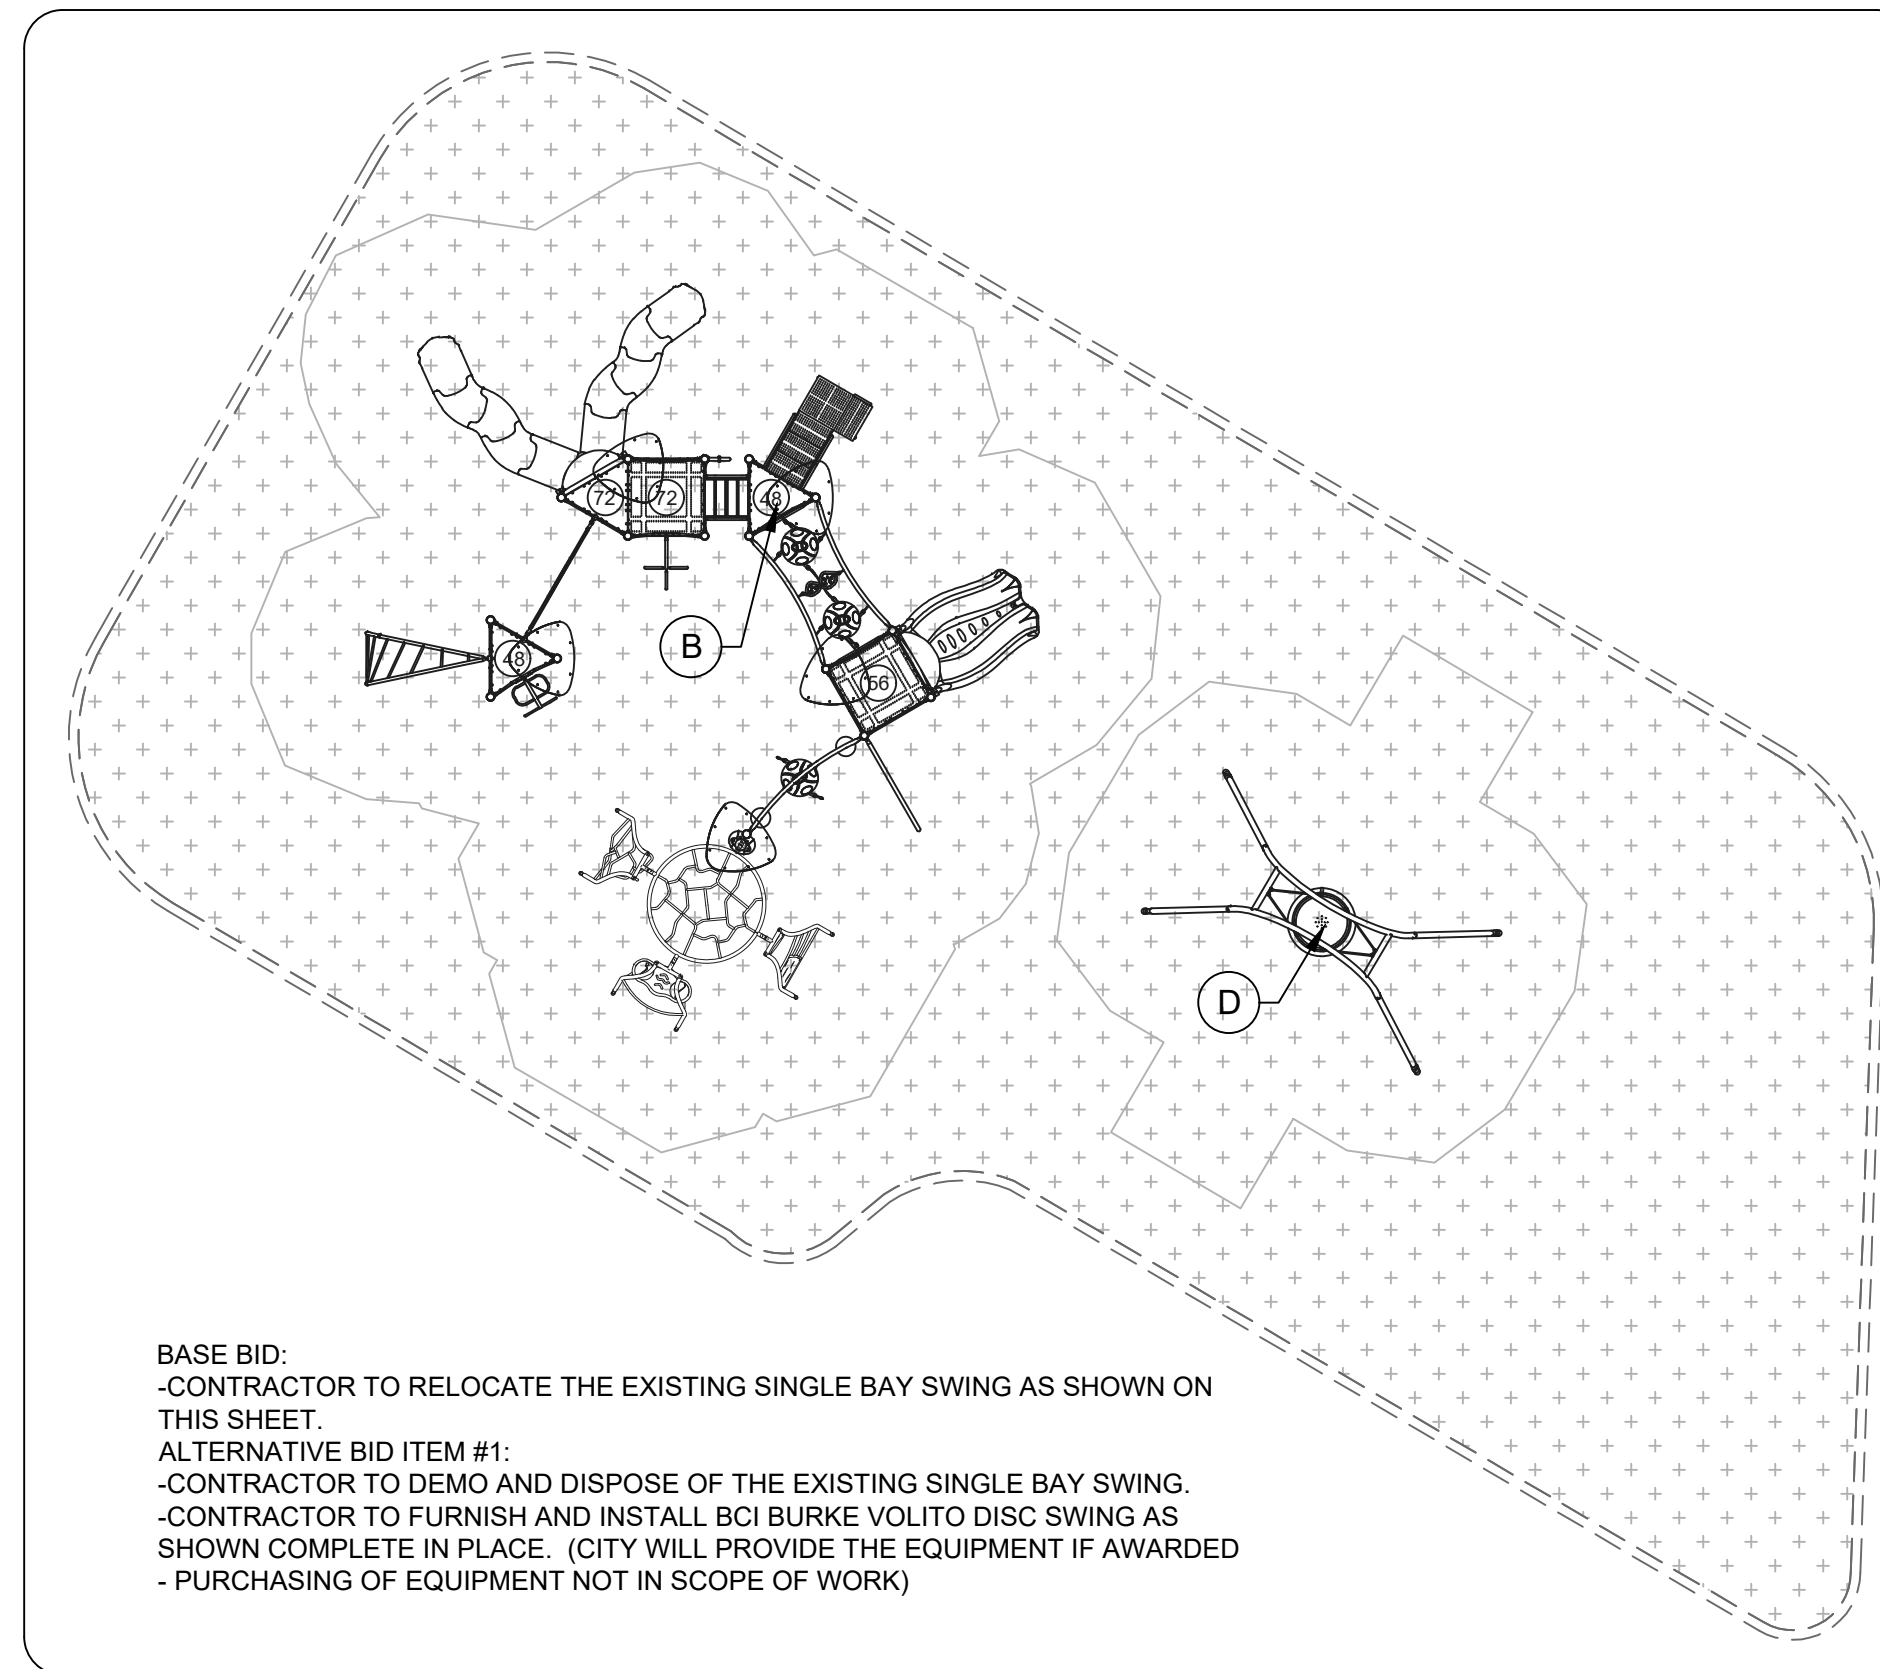 72
72
48
B
48
56
D
BASE BID:
-CONTRACTOR TO RELOCATE THE EXISTING SINGLE BAY SWING AS SHOWN ON
THIS SHEET.
ALTERNATIVE BID ITEM #1:
-CONTRACTOR TO DEMO AND DISPOSE OF THE EXISTING SINGLE BAY SWING.
-CONTRACTOR TO FURNISH AND INSTALL BCI BURKE VOLITO DISC SWING AS
SHOWN COMPLETE IN PLACE.  (CITY WILL PROVIDE THE EQUIPMENT IF AWARDED
- PURCHASING OF EQUIPMENT NOT IN SCOPE OF WORK)